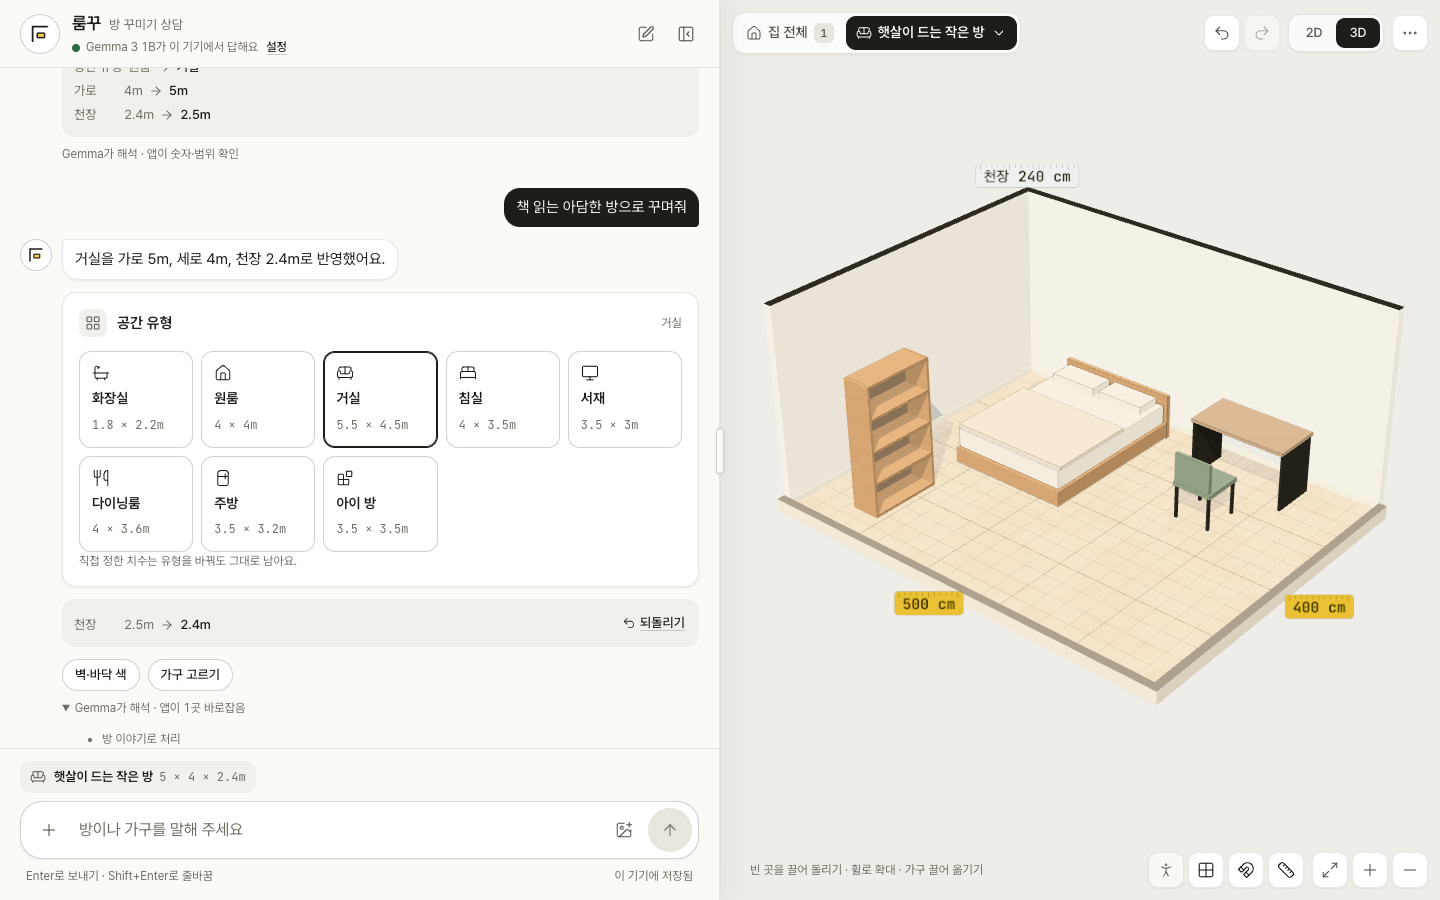 룸꾸 방 꾸미기 상담
Gemma 3 1B가 이 기기에서 답해요 설정
가로 4m → 5m
천장 2.4m → 2.5m
Gemma가 해석 · 앱이 숫자·범위 확인
책 읽는 아담한 방으로 꾸며줘
거실을 가로 5m, 세로 4m, 천장 2.4m로 반영했어요.
공간 유형 거실
화장실
1.8 × 2.2m
원룸
4 × 4m
거실
5.5 × 4.5m
침실
4 × 3.5m
서재
3.5 × 3m
다이닝룸
4 × 3.6m
주방
3.5 × 3.2m
아이 방
3.5 × 3.5m
직접 정한 치수는 유형을 바꿔도 그대로 남아요.
천장 2.5m → 2.4m 되돌리기
벽·바닥 색 가구 고르기
▼ Gemma가 해석 · 앱이 1곳 바로잡음
• 방 이야기로 처리
햇살이 드는 작은 방 5 × 4 × 2.4m
방이나 가구를 말해 주세요
Enter로 보내기 · Shift+Enter로 줄바꿈 이 기기에 저장됨
집 전체 1 햇살이 드는 작은 방 2D 3D
천장 240 cm
500 cm
400 cm
빈 곳을 끌어 돌리기 · 휠로 확대 · 가구 끌어 옮기기